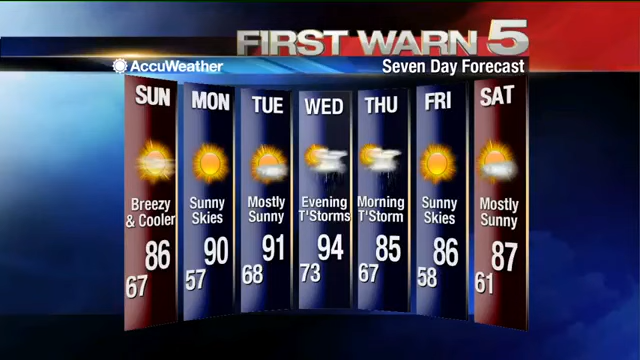 FIRST WARN 5
AccuWeather
Seven Day Forecast
SUN
Breezy
& Cooler
86
67
MON
Sunny
Skies
90
57
TUE
Mostly
Sunny
91
68
WED
Evening
T'Storms
94
73
THU
Morning
T'Storm
85
67
FRI
Sunny
Skies
86
58
SAT
Mostly
Sunny
87
61